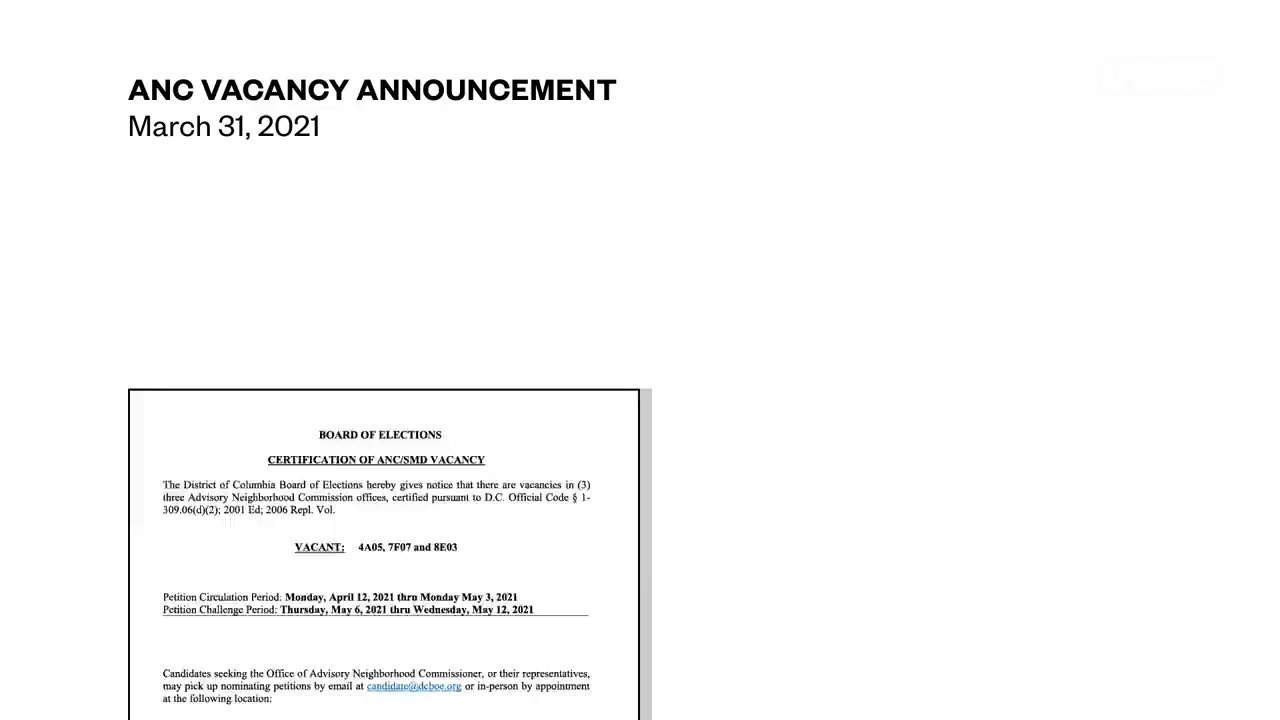 ANC VACANCY ANNOUNCEMENT
March 31, 2021
BOARD OF ELECTIONS
CERTIFICATION OF ANC/SMD VACANCY
The District of Columbia Board of Elections hereby gives notice that there are vacancies in (3)
three Advisory Neighborhood Commission offices, certified pursuant to D.C. Official Code § 1-
309.06(d)(2); 2001 Ed; 2006 Repl. Vol.
VACANT: 4A05, 7F07 and 8E03
Petition Circulation Period: Monday, April 12, 2021 thru Monday May 3, 2021
Petition Challenge Period: Thursday, May 6, 2021 thru Wednesday, May 12, 2021
Candidates seeking the Office of Advisory Neighborhood Commissioner, or their representatives,
may pick up nominating petitions by email at candidate@dcboe.org or in-person by appointment
at the following location: